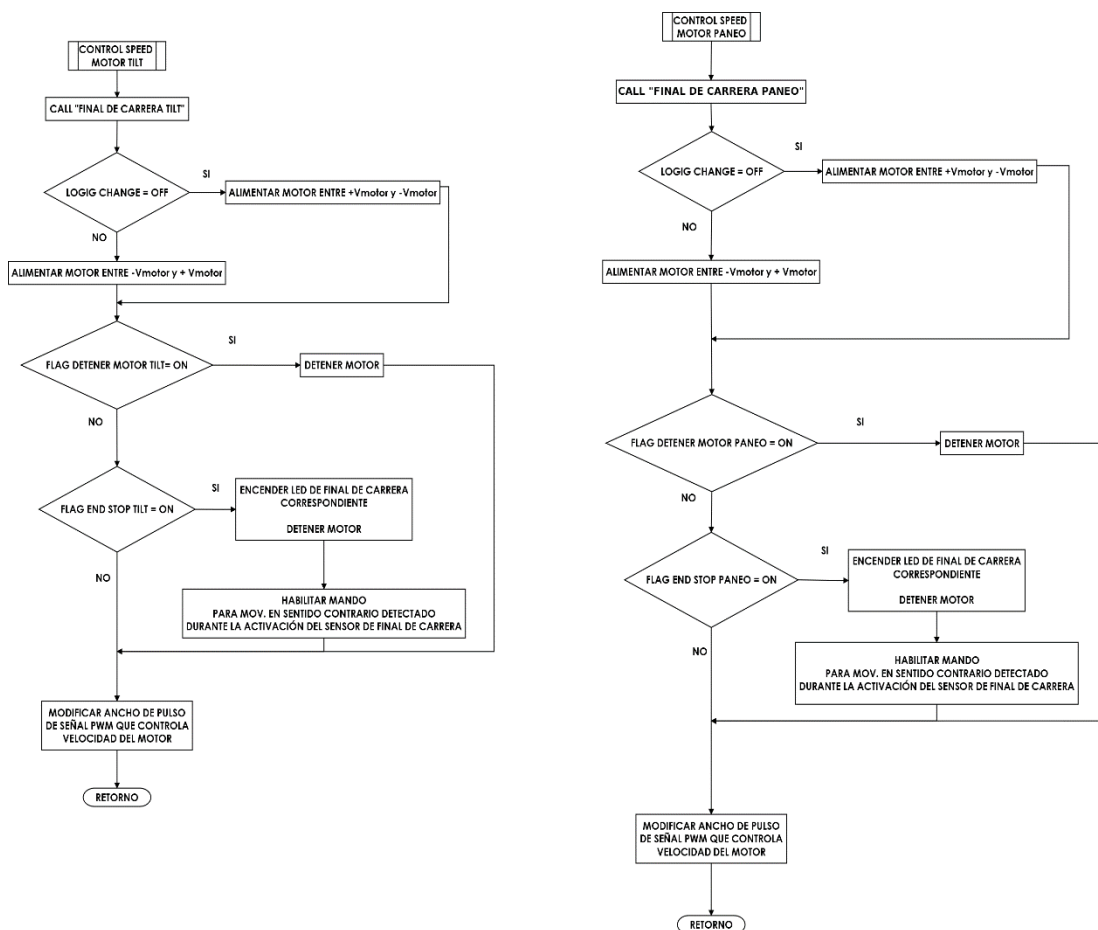 CONTROL SPEED
MOTOR TILT
CALL "FINAL DE CARRERA TILT"
LOGIG CHANGE = OFF
SI
ALIMENTAR MOTOR ENTRE +Vmotor y -Vmotor
NO
ALIMENTAR MOTOR ENTRE -Vmotor y + Vmotor
FLAG DETENER MOTOR TILT= ON
SI
DETENER MOTOR
NO
FLAG END STOP TILT = ON
SI
ENCENDER LED DE FINAL DE CARRERA
CORRESPONDIENTE
DETENER MOTOR
NO
HABILITAR MANDO
PARA MOV. EN SENTIDO CONTRARIO DETECTADO
DURANTE LA ACTIVACIÓN DEL SENSOR DE FINAL DE CARRERA
MODIFICAR ANCHO DE PULSO
DE SEÑAL PWM QUE CONTROLA
VELOCIDAD DEL MOTOR
RETORNO
CONTROL SPEED
MOTOR PANEO
CALL "FINAL DE CARRERA PANEO"
LOGIG CHANGE = OFF
SI
ALIMENTAR MOTOR ENTRE +Vmotor y -Vmotor
NO
ALIMENTAR MOTOR ENTRE -Vmotor y + Vmotor
FLAG DETENER MOTOR PANEO = ON
SI
DETENER MOTOR
NO
FLAG END STOP PANEO = ON
SI
ENCENDER LED DE FINAL DE CARRERA
CORRESPONDIENTE
DETENER MOTOR
NO
HABILITAR MANDO
PARA MOV. EN SENTIDO CONTRARIO DETECTADO
DURANTE LA ACTIVACIÓN DEL SENSOR DE FINAL DE CARRERA
MODIFICAR ANCHO DE PULSO
DE SEÑAL PWM QUE CONTROLA
VELOCIDAD DEL MOTOR
RETORNO